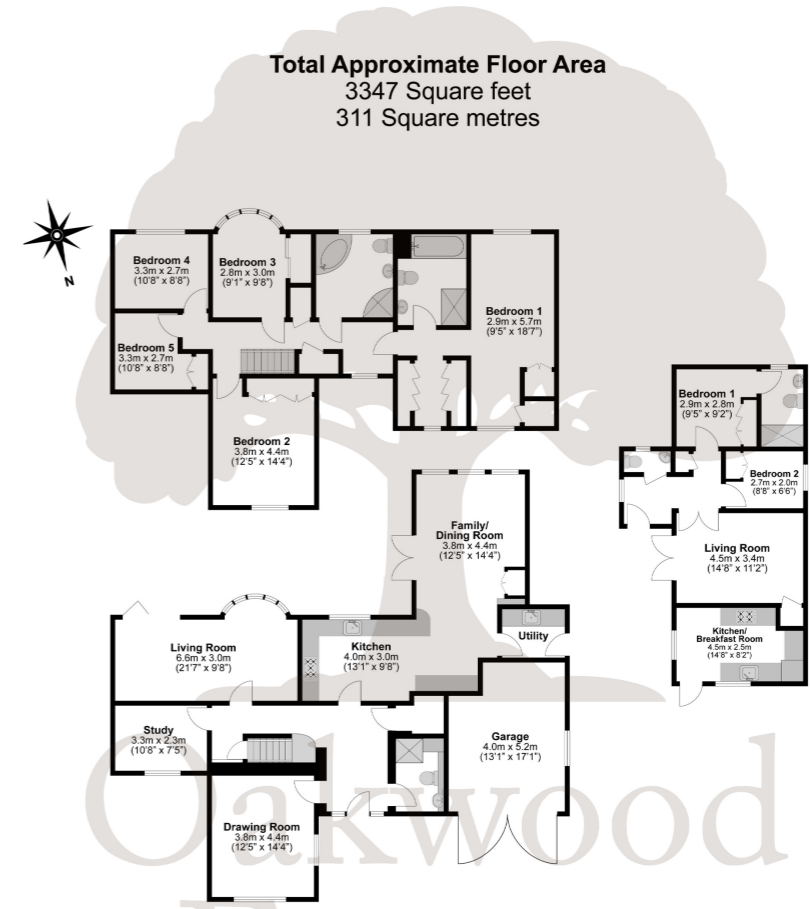 Total Approximate Floor Area
3347 Square feet
311 Square metres
N
Bedroom 4
3.3m x 2.7m
(10'8" x 8'8")
Bedroom 3
2.8m x 3.0m
(9'1" x 9'8")
Bedroom 1
2.9m x 5.7m
(9'5" x 18'7")
Bedroom 5
3.3m x 2.7m
(10'8" x 8'8")
Bedroom 2
3.8m x 4.4m
(12'5" x 14'4")
Bedroom 1
2.9m x 2.8m
(9'5" x 9'2")
Bedroom 2
2.7m x 2.0m
(8'8" x 6'6")
Living Room
4.5m x 3.4m
(14'8" x 11'2")
Kitchen/
Breakfast Room
4.5m x 2.5m
(14'8" x 8'2")
Family/
Dining Room
3.8m x 4.4m
(12'5" x 14'4")
Living Room
6.6m x 3.0m
(21'7" x 9'8")
Kitchen
4.0m x 3.0m
(13'1" x 9'8")
Utility
Study
3.3m x 2.3m
(10'8" x 7'5")
Garage
4.0m x 5.2m
(13'1" x 17'1")
Drawing Room
3.8m x 4.4m
(12'5" x 14'4")
Oakwood